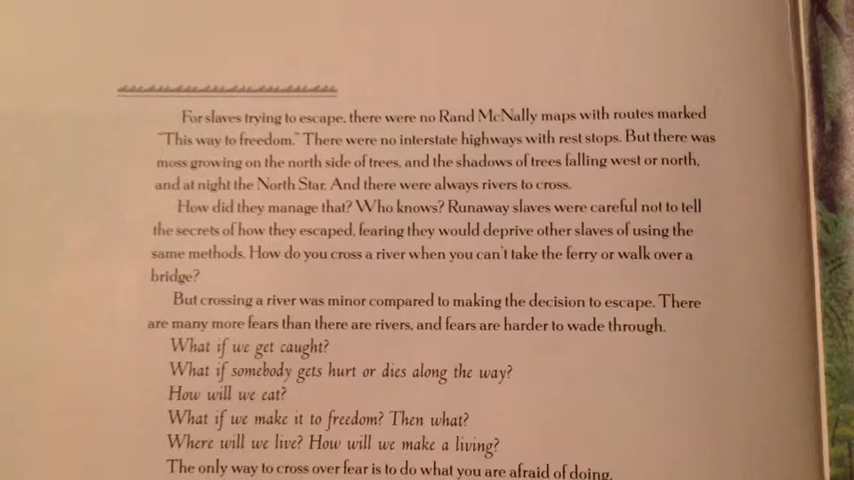 For slaves trying to escape, there were no Rand McNally maps with routes marked
"This way to freedom." There were no interstate highways with rest stops. But there was
moss growing on the north side of trees, and the shadows of trees falling west or north,
and at night the North Star. And there were always rivers to cross.
How did they manage that? Who knows? Runaway slaves were careful not to tell
the secrets of how they escaped, fearing they would deprive other slaves of using the
same methods. How do you cross a river when you can't take the ferry or walk over a
bridge?
But crossing a river was minor compared to making the decision to escape. There
are many more fears than there are rivers, and fears are harder to wade through.
What if we get caught?
What if somebody gets hurt or dies along the way?
How will we eat?
What if we make it to freedom? Then what?
Where will we live? How will we make a living?
The only way to cross over fear is to do what you are afraid of doing.